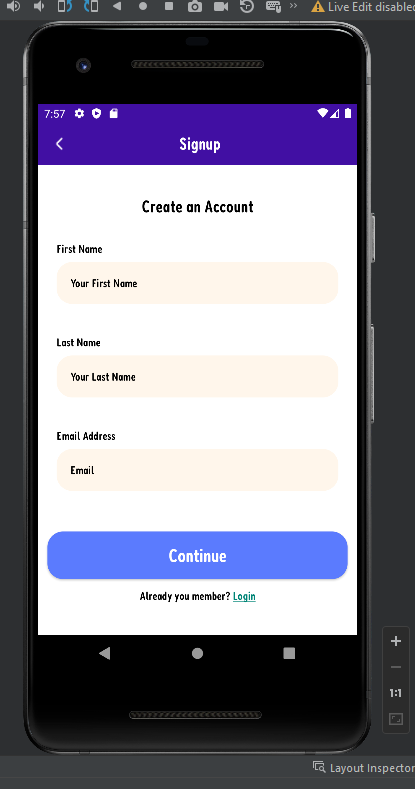 Live Edit disabled
7:57
Signup
Create an Account
First Name
Your First Name
Last Name
Your Last Name
Email Address
Email
Continue
Already you member? Login
1:1
Layout Inspector